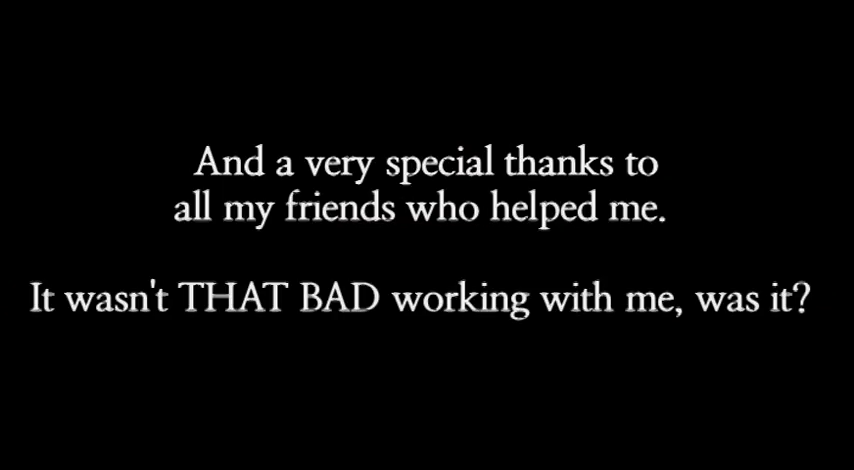 And a very special thanks to
all my friends who helped me.
It wasn't THAT BAD working with me, was it?